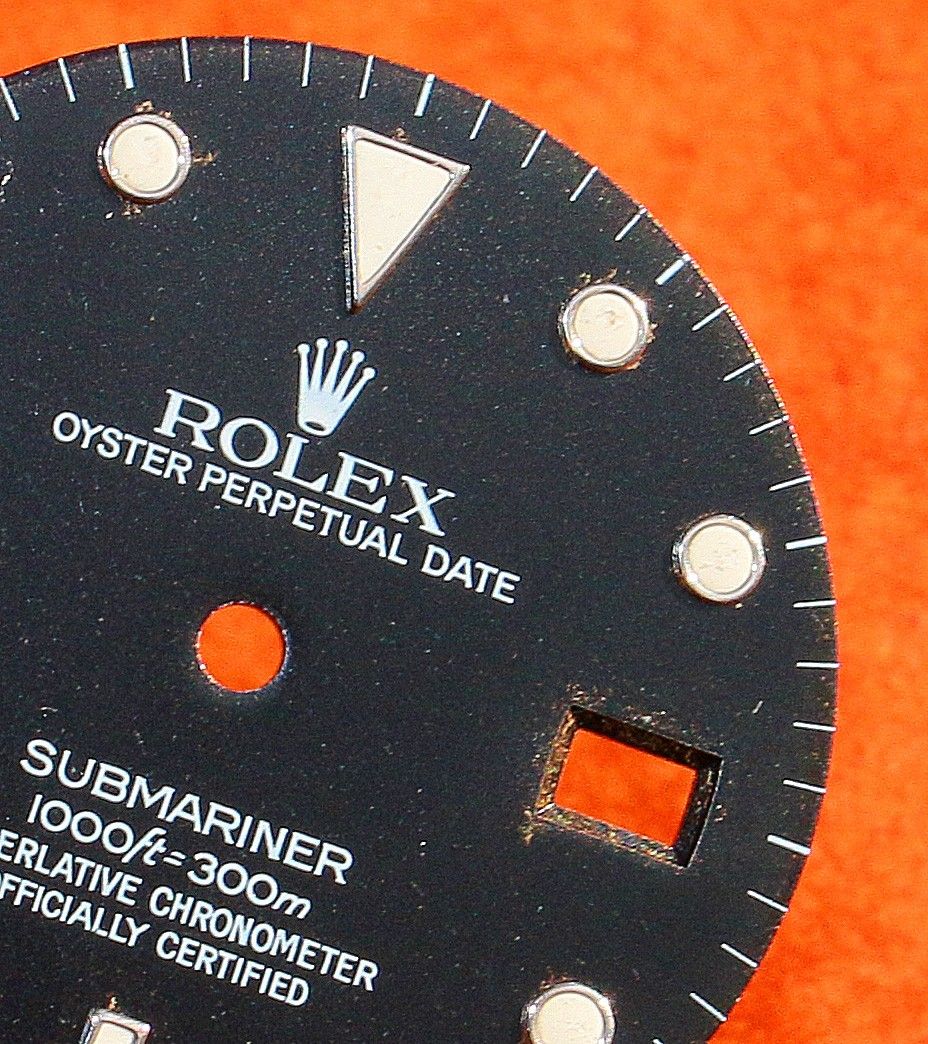 ROLEX
OYSTER PERPETUAL DATE
SUBMARINER
1000ft=300m
ERLATIVE CHRONOMETER
OFFICIALLY CERTIFIED